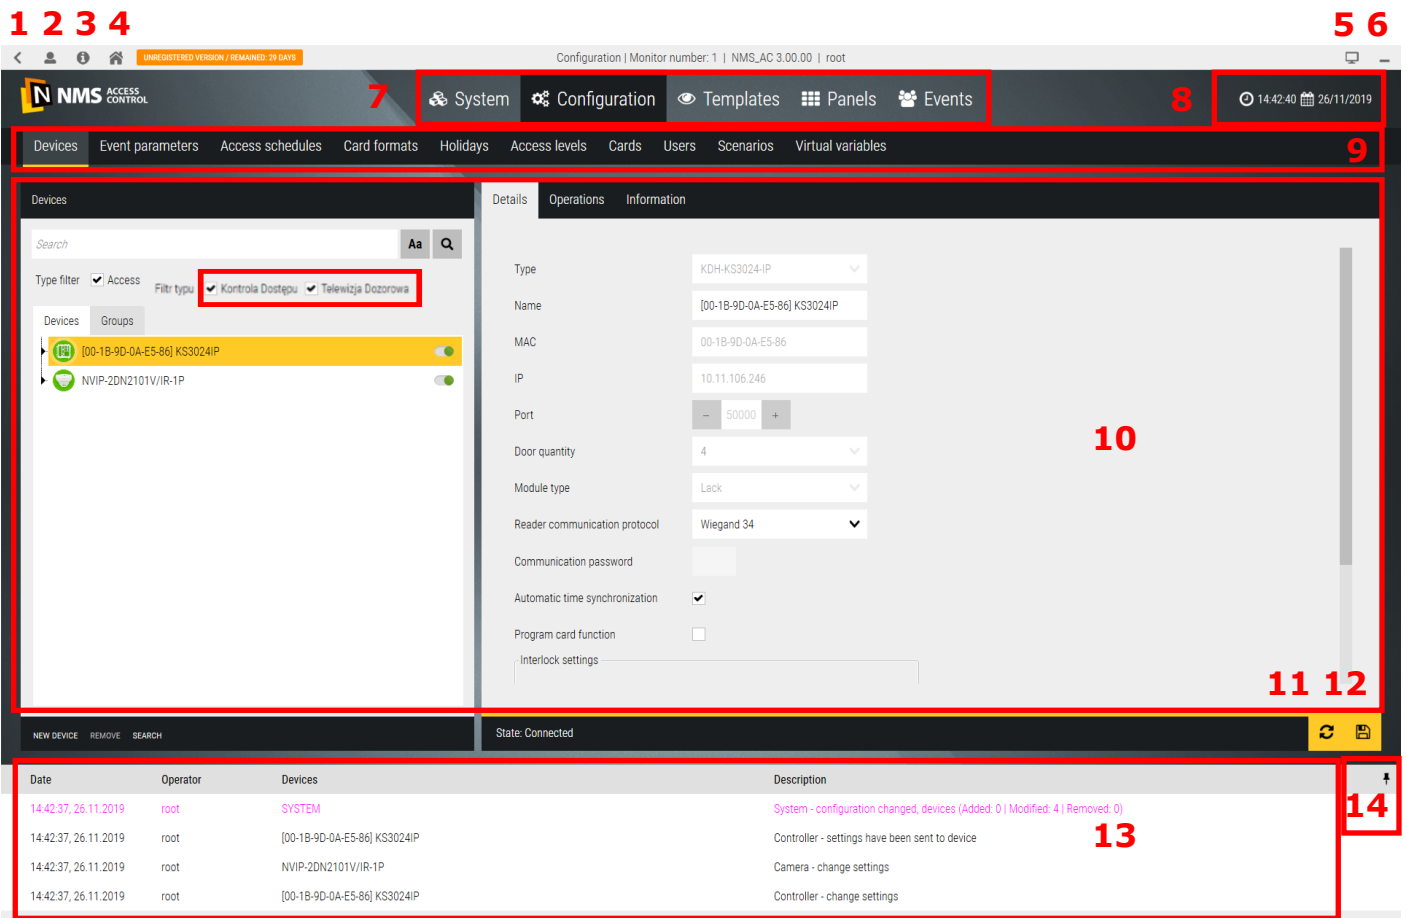 1 2 3 4 5 6
UNREGISTERED VERSION / REMAINED: 29 DAYS
Configuration | Monitor number: 1 | NMS_AC 3.00.00 | root
N NMS ACCESS CONTROL
7 System Configuration Templates Panels Events 8 14:42:40 26/11/2019
Devices Event parameters Access schedules Card formats Holidays Access levels Cards Users Scenarios Virtual variables 9
Devices
Search Aa
Type filter Access Filtr typu Kontrola Dostępu Telewizja Dozorowa
Devices Groups
[00-1B-9D-0A-E5-86] KS3024IP
NVIP-2DN2101V/IR-1P
NEW DEVICE REMOVE SEARCH
Details Operations Information
Type KDH-KS3024-IP
Name [00-1B-9D-0A-E5-86] KS3024IP
MAC 00-1B-9D-0A-E5-86
IP 10.11.106.246
Port – 50000 +
10
Door quantity 4
Module type Lack
Reader communication protocol Wiegand 34
Communication password
Automatic time synchronization
Program card function
Interlock settings
11 12
State: Connected
Date Operator Devices Description
14:42:37, 26.11.2019 root SYSTEM System - configuration changed, devices (Added: 0 | Modified: 4 | Removed: 0)
14
14:42:37, 26.11.2019 root [00-1B-9D-0A-E5-86] KS3024IP Controller - settings have been sent to device
13
14:42:37, 26.11.2019 root NVIP-2DN2101V/IR-1P Camera - change settings
14:42:37, 26.11.2019 root [00-1B-9D-0A-E5-86] KS3024IP Controller - change settings